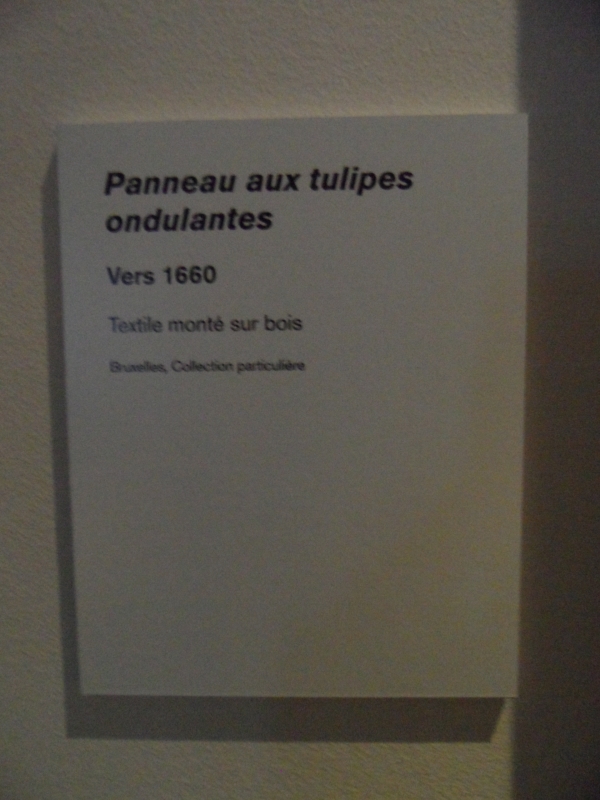 Panneau aux tulipes
ondulantes
Vers 1660
Textile monté sur bois
Bruxelles, Collection particulière